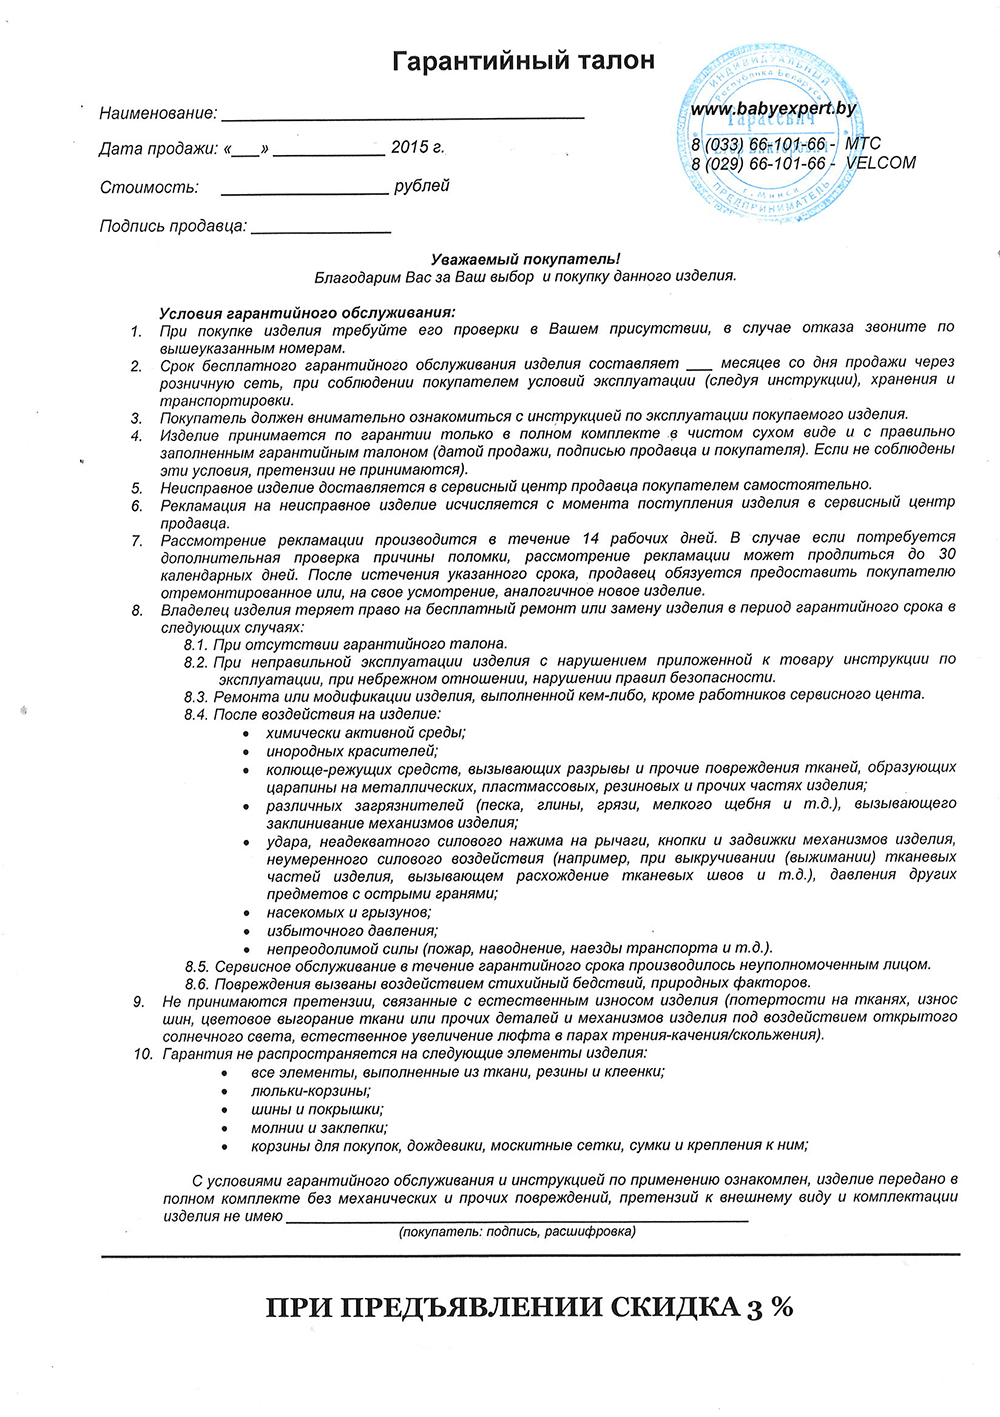 Гарантийный талон
ИНДИВИДУАЛЬНЫЙ
Республика Беларусь
www.babyexpert.by
Тарасевич
Наименование:
8 (033) 66-101-66 - МТС
Дата продажи: «___» ____________ 2015 г.
8 (029) 66-101-66 - VELCOM
г. Минск
ПРЕДПРИНИМАТЕЛЬ
Стоимость: __________________ рублей
Подпись продавца: _______________
Уважаемый покупатель!
Благодарим Вас за Ваш выбор и покупку данного изделия.
Условия гарантийного обслуживания:
1. При покупке изделия требуйте его проверки в Вашем присутствии, в случае отказа звоните по
вышеуказанным номерам.
2. Срок бесплатного гарантийного обслуживания изделия составляет ___ месяцев со дня продажи через
розничную сеть, при соблюдении покупателем условий эксплуатации (следуя инструкции), хранения и
транспортировки.
3. Покупатель должен внимательно ознакомиться с инструкцией по эксплуатации покупаемого изделия.
4. Изделие принимается по гарантии только в полном комплекте в чистом сухом виде и с правильно
заполненным гарантийным талоном (датой продажи, подписью продавца и покупателя). Если не соблюдены
эти условия, претензии не принимаются).
5. Неисправное изделие доставляется в сервисный центр продавца покупателем самостоятельно.
6. Рекламация на неисправное изделие исчисляется с момента поступления изделия в сервисный центр
продавца.
7. Рассмотрение рекламации производится в течение 14 рабочих дней. В случае если потребуется
дополнительная проверка причины поломки, рассмотрение рекламации может продлиться до 30
календарных дней. После истечения указанного срока, продавец обязуется предоставить покупателю
отремонтированное или, на свое усмотрение, аналогичное новое изделие.
8. Владелец изделия теряет право на бесплатный ремонт или замену изделия в период гарантийного срока в
следующих случаях:
8.1. При отсутствии гарантийного талона.
8.2. При неправильной эксплуатации изделия с нарушением приложенной к товару инструкции по
эксплуатации, при небрежном отношении, нарушении правил безопасности.
8.3. Ремонта или модификации изделия, выполненной кем-либо, кроме работников сервисного цента.
8.4. После воздействия на изделие:
• химически активной среды;
• инородных красителей;
• колюще-режущих средств, вызывающих разрывы и прочие повреждения тканей, образующих
царапины на металлических, пластмассовых, резиновых и прочих частях изделия;
• различных загрязнителей (песка, глины, грязи, мелкого щебня и т.д.), вызывающего
заклинивание механизмов изделия;
• удара, неадекватного силового нажима на рычаги, кнопки и задвижки механизмов изделия,
неумеренного силового воздействия (например, при выкручивании (выжимании) тканевых
частей изделия, вызывающем расхождение тканевых швов и т.д.), давления других
предметов с острыми гранями;
• насекомых и грызунов;
• избыточного давления;
• непреодолимой силы (пожар, наводнение, наезды транспорта и т.д.).
8.5. Сервисное обслуживание в течение гарантийного срока производилось неуполномоченным лицом.
8.6. Повреждения вызваны воздействием стихийный бедствий, природных факторов.
9. Не принимаются претензии, связанные с естественным износом изделия (потертости на тканях, износ
шин, цветовое выгорание ткани или прочих деталей и механизмов изделия под воздействием открытого
солнечного света, естественное увеличение люфта в парах трения-качения/скольжения).
10. Гарантия не распространяется на следующие элементы изделия:
• все элементы, выполненные из ткани, резины и клеенки;
• люльки-корзины;
• шины и покрышки;
• молнии и заклепки;
• корзины для покупок, дождевики, москитные сетки, сумки и крепления к ним;
С условиями гарантийного обслуживания и инструкцией по применению ознакомлен, изделие передано в
полном комплекте без механических и прочих повреждений, претензий к внешнему виду и комплектации
изделия не имею
(покупатель: подпись, расшифровка)
ПРИ ПРЕДЪЯВЛЕНИИ СКИДКА 3 %